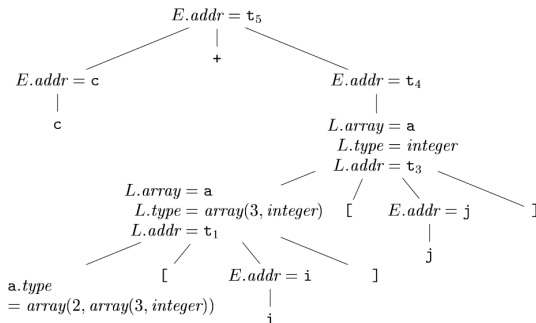 E.addr = t₅
+
E.addr = c
E.addr = t₄
c
L.array = a
L.type = integer
L.addr = t₃
L.array = a
L.type = array(3, integer)
L.addr = t₁
[
E.addr = j
]
j
a.type
= array(2, array(3, integer))
[
E.addr = i
]
i